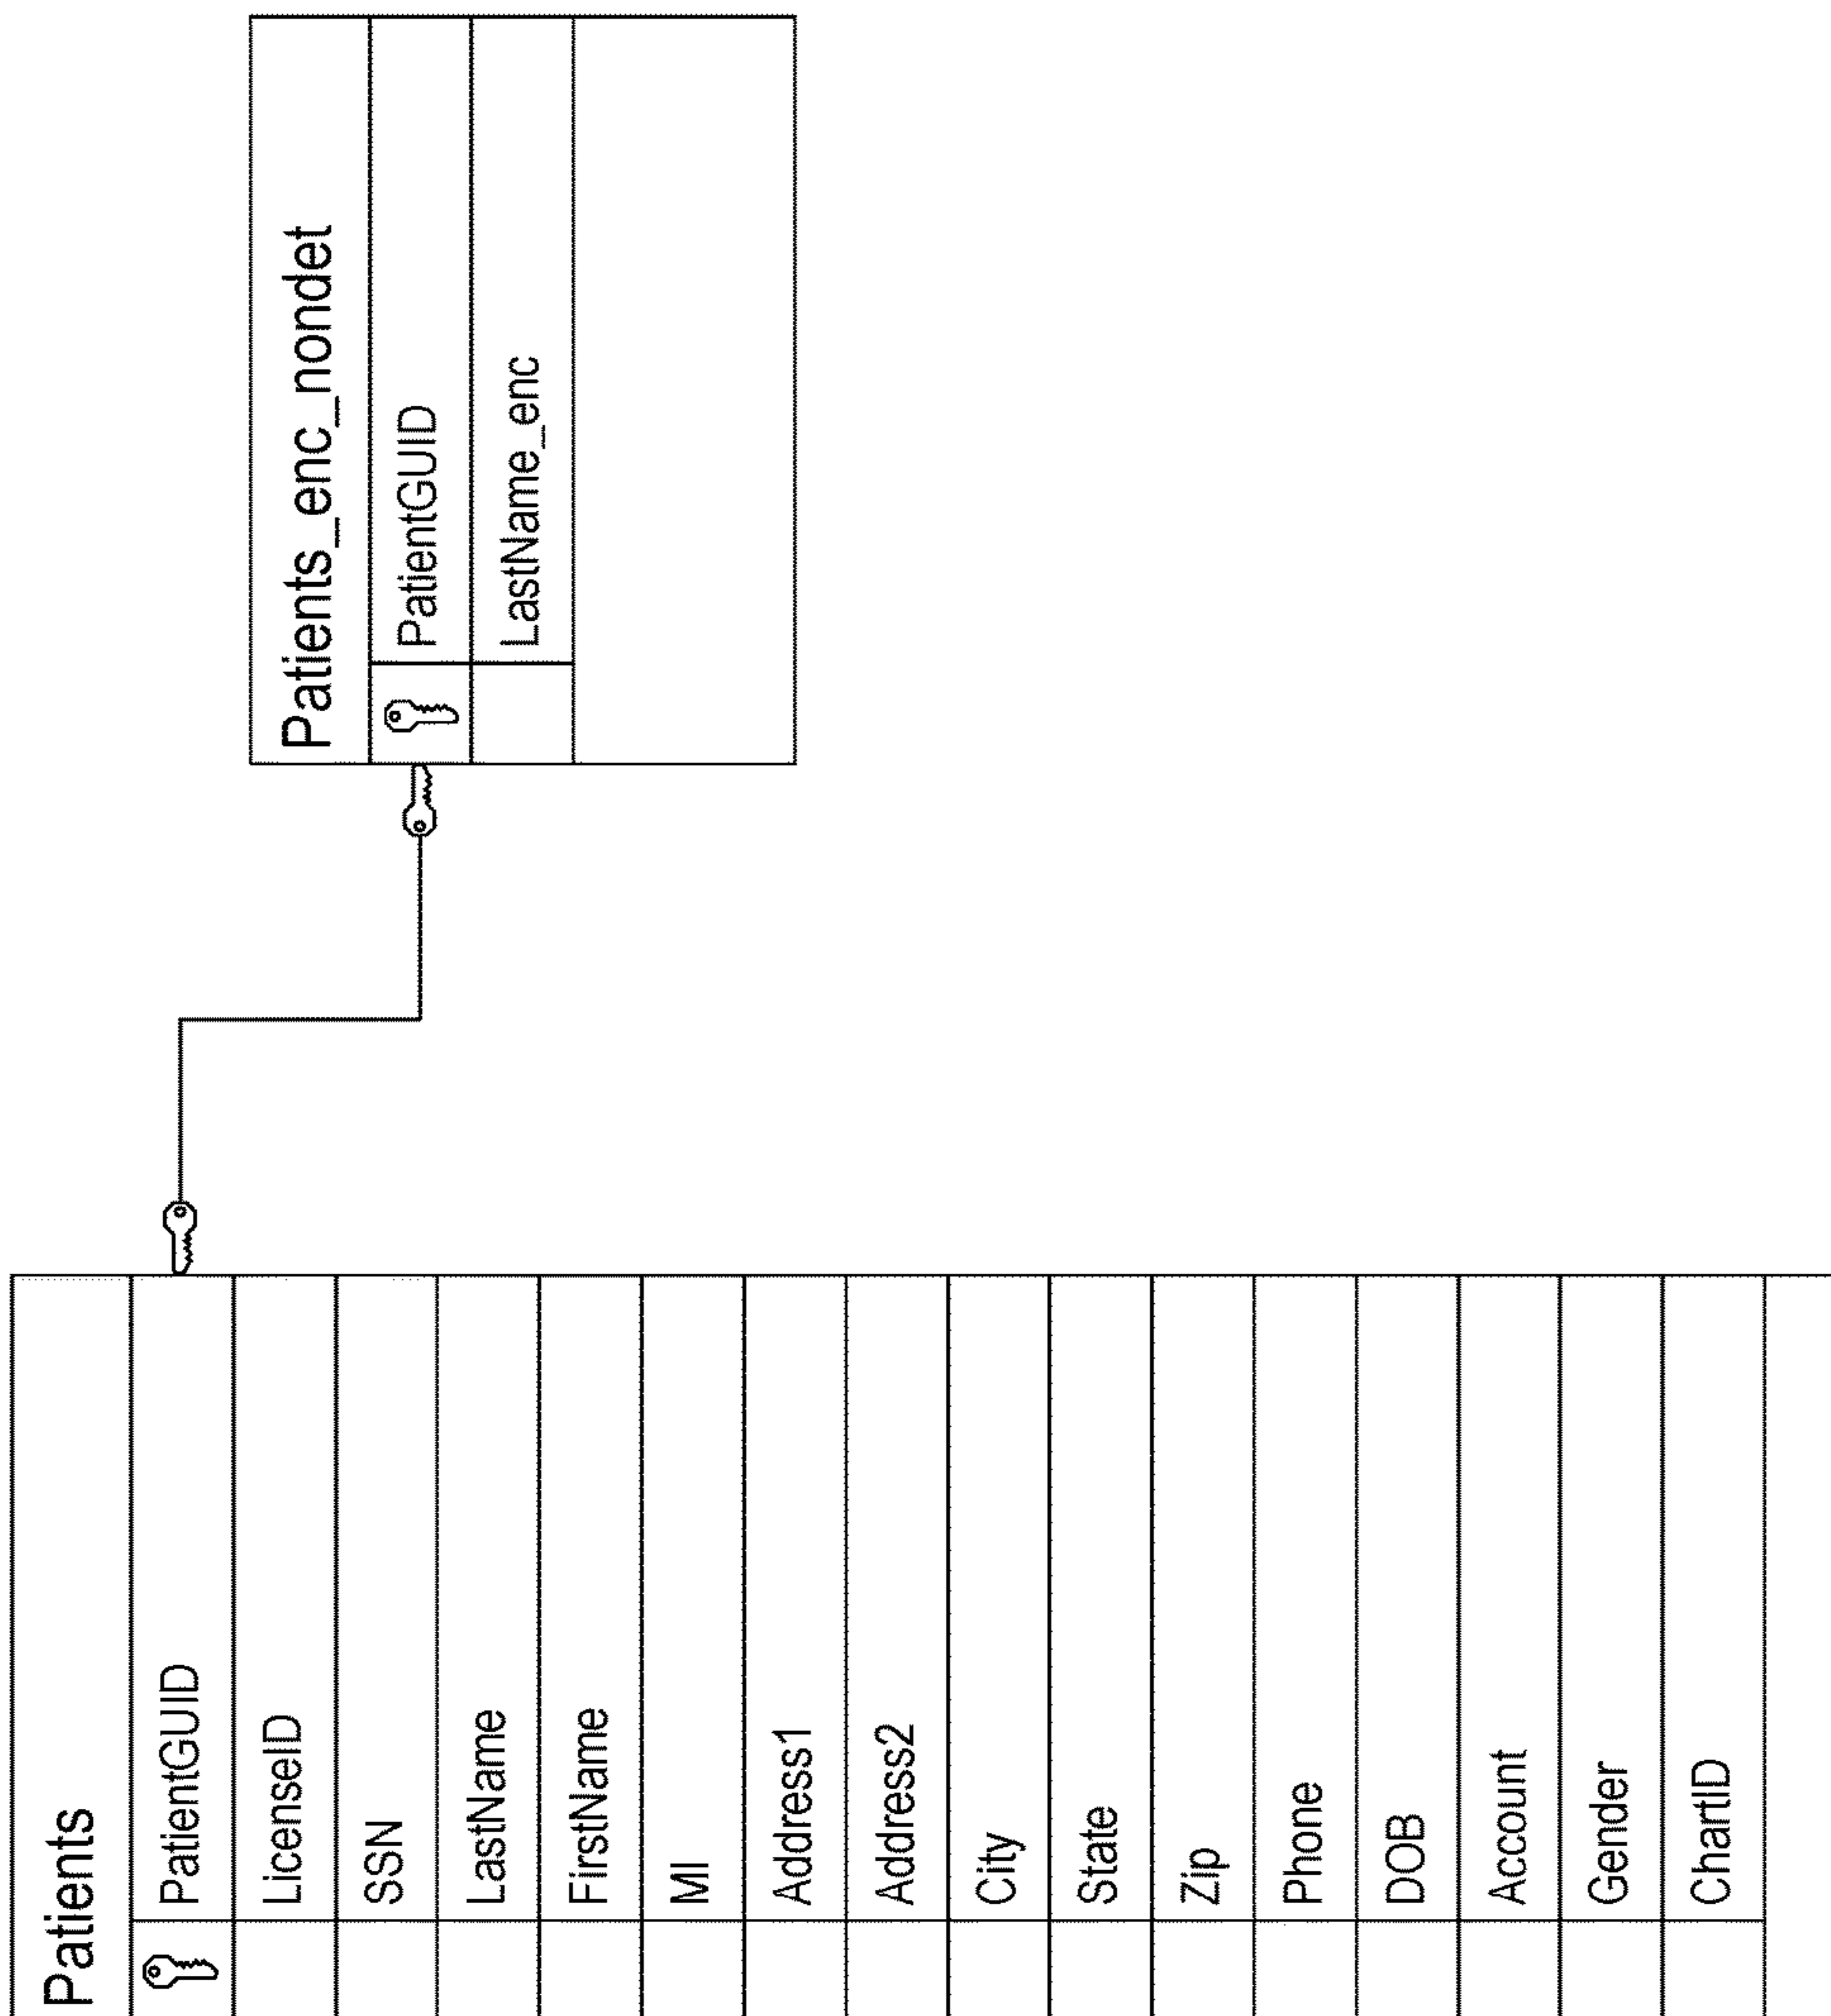 Patients
PatientGUID
LicenseID
SSN
LastName
FirstName
MI
Address1
Address2
City
State
Zip
Phone
DOB
Account
Gender
ChartID
Patients_enc_nondet
PatientGUID
LastName_enc